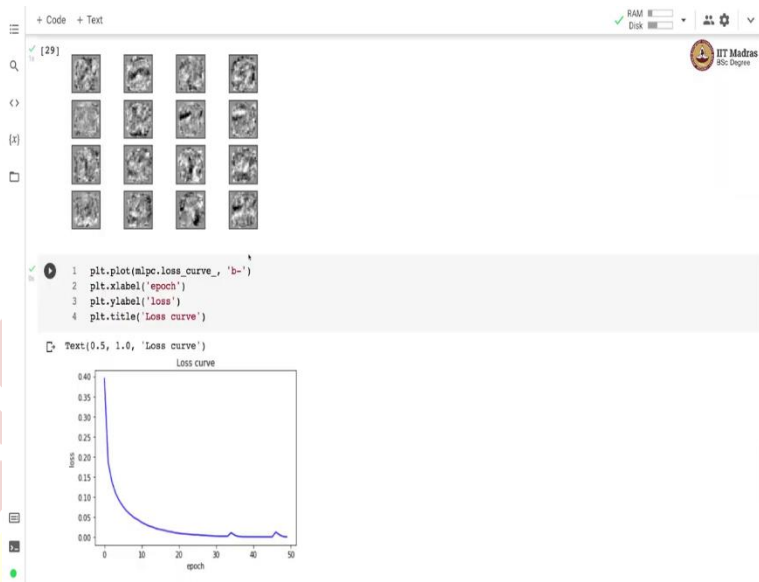 + Code + Text
RAM
Disk
IIT Madras
BSc Degree
[29]
1 plt.plot(mlpc.loss_curve_, 'b-')
2 plt.xlabel('epoch')
3 plt.ylabel('loss')
4 plt.title('Loss curve')
Text(0.5, 1.0, 'Loss curve')
Loss curve
0.40
0.35
0.30
0.25
0.20
0.15
0.10
0.05
0.00
loss
0 10 20 30 40 50
epoch